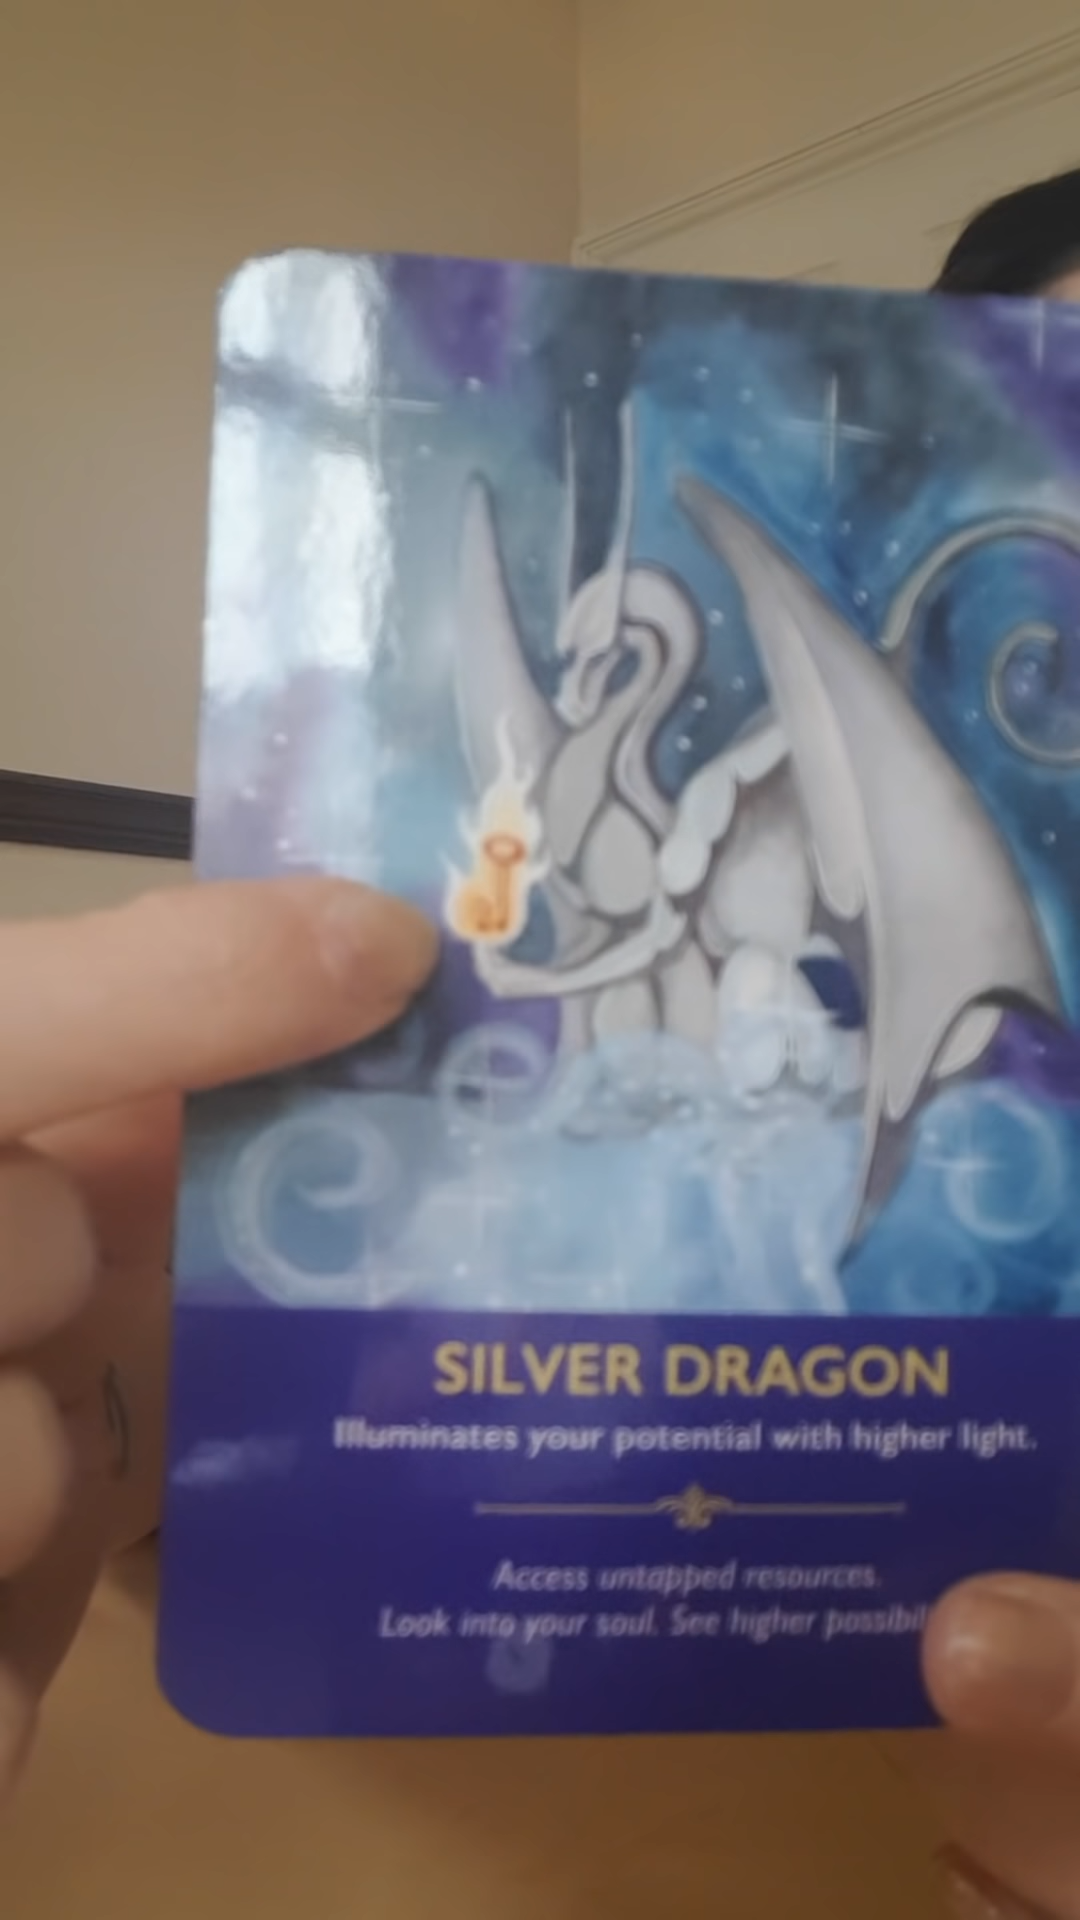 SILVER DRAGON
Illuminates your potential with higher light.
Access untapped resources.
Look into your soul. See higher